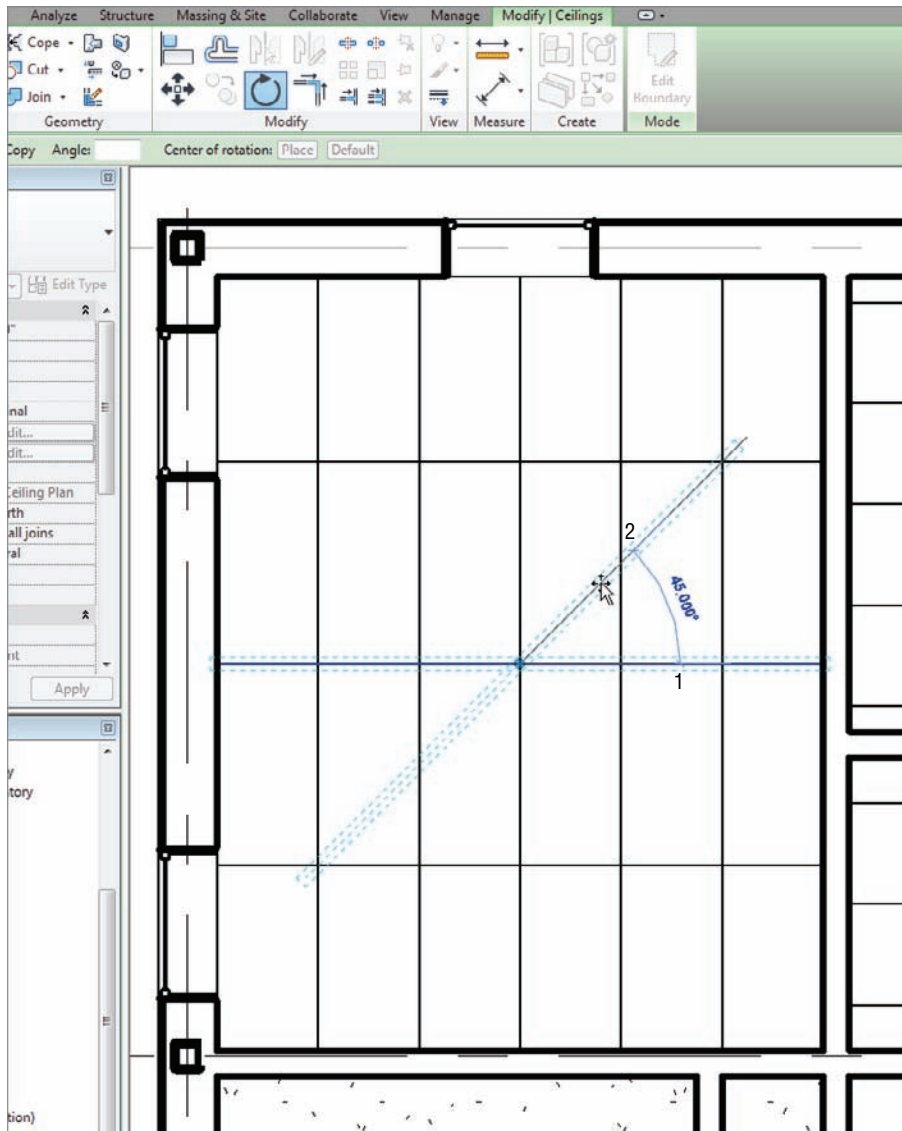 Analyze Structure Massing & Site Collaborate View Manage Modify | Ceilings
Cope
Cut
Join
Edit
Boundary
Geometry Modify View Measure Create Mode
Copy Angle: Center of rotation: Place Default
Edit Type
nal
dit...
dit...
Ceiling Plan
rth
all joins
ral
nt
Apply
y
tory
tion)
2
45.000°
1